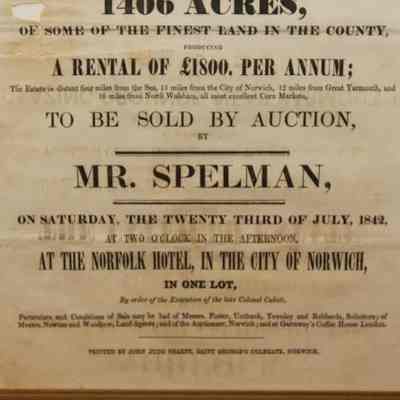 1406 ACRES,
OF SOME OF THE FINEST LAND IN THE COUNTY,
PRODUCING
A RENTAL OF £1800. PER ANNUM;
The Estate is distant four miles from the Sea, 11 miles from the City of Norwich, 12 miles from Great Yarmouth, and
10 miles from North Walsham, all most excellent Corn Markets,
TO BE SOLD BY AUCTION,
BY
MR. SPELMAN,
ON SATURDAY, THE TWENTY THIRD OF JULY, 1842,
AT TWO O'CLOCK IN THE AFTERNOON,
AT THE NORFOLK HOTEL, IN THE CITY OF NORWICH,
IN ONE LOT,
By order of the Executors of the late Colonel
Particulars and Conditions of Sale may be had of Messrs. Foster, Unthank, and Robberds, Solicitors; of
Messrs. Newton and Woodrow, Land Agents; and of the Auctioneer, Norwich; and at Garraway's Coffee House London.
PRINTED BY JOHN JUDD SHARPE, SAINT GEORGE'S COLEGATE, NORWICH.